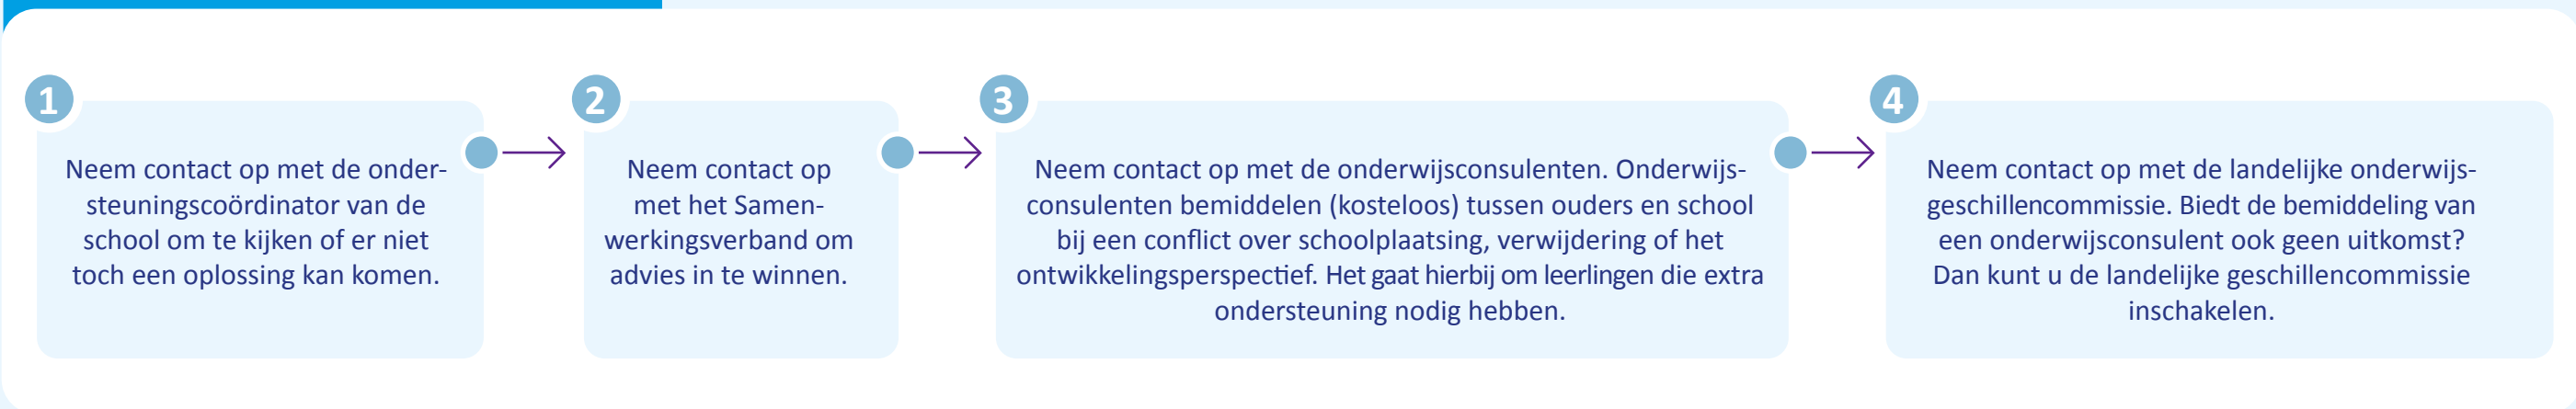 1
Neem contact op met de onder-
steuningscoördinator van de
school om te kijken of er niet
toch een oplossing kan komen.
2
Neem contact op
met het Samen-
werkingsverband om
advies in te winnen.
3
Neem contact op met de onderwijsconsulenten. Onderwijs-
consulenten bemiddelen (kosteloos) tussen ouders en school
bij een conflict over schoolplaatsing, verwijdering of het
ontwikkelingsperspectief. Het gaat hierbij om leerlingen die extra
ondersteuning nodig hebben.
4
Neem contact op met de landelijke onderwijs-
geschillencommissie. Biedt de bemiddeling van
een onderwijsconsulent ook geen uitkomst?
Dan kunt u de landelijke geschillencommissie
inschakelen.